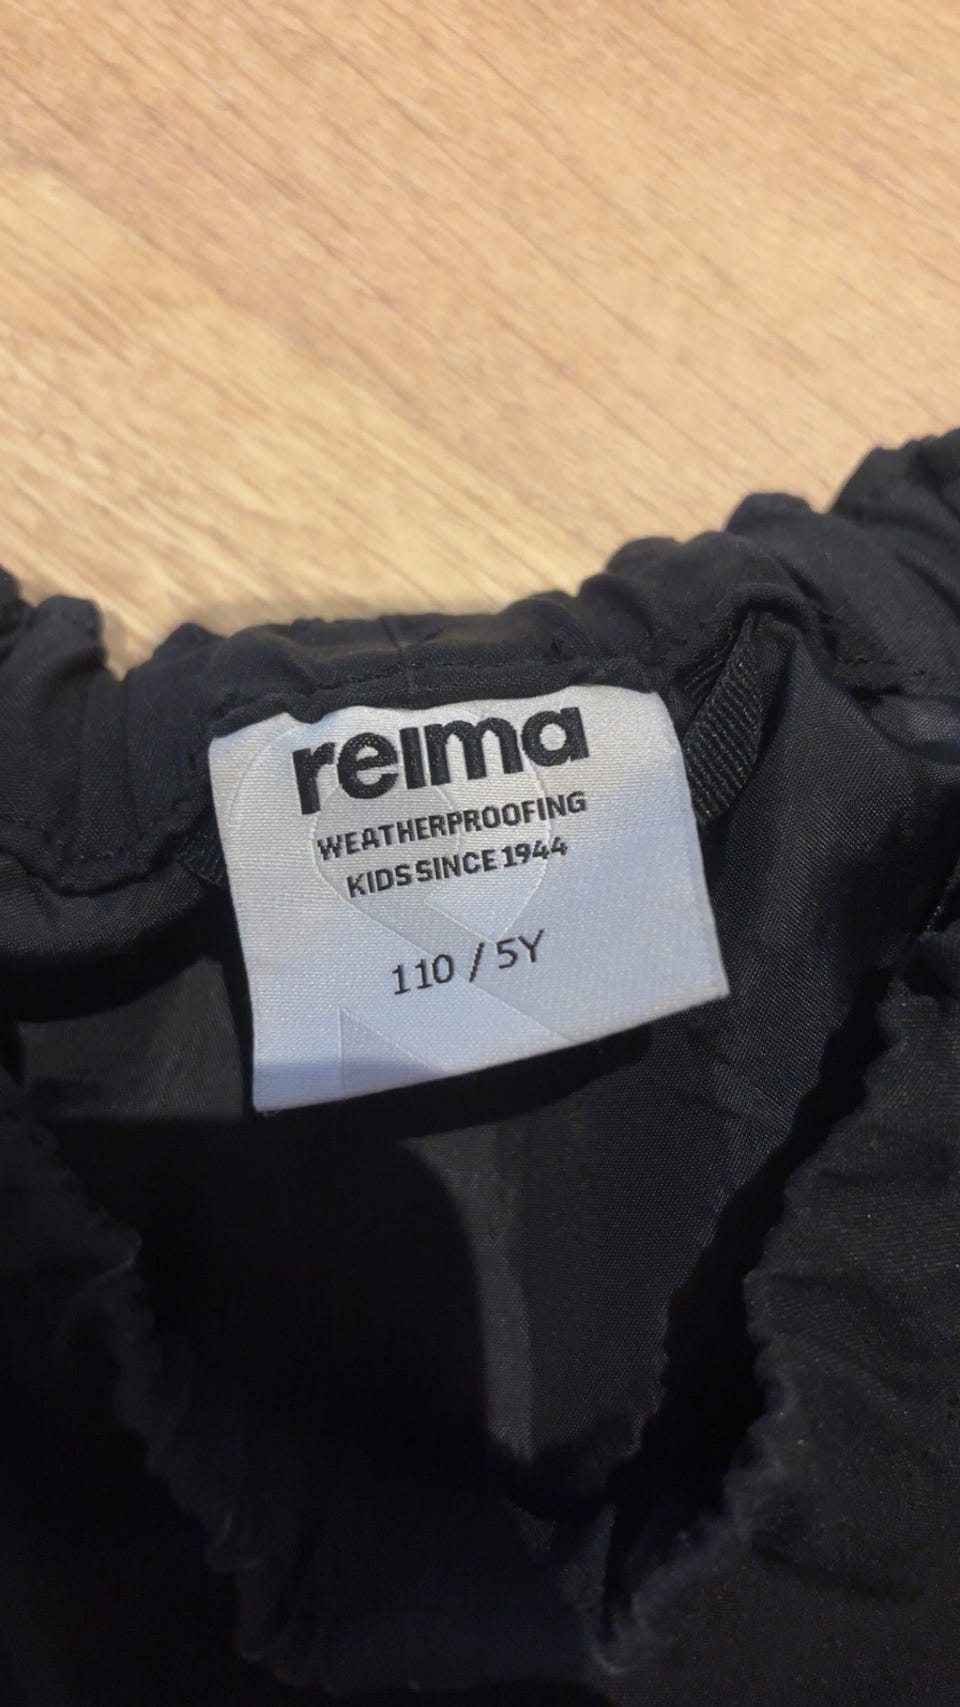 reima
WEATHERPROOFING
KIDS SINCE 1944
110 / 5Y